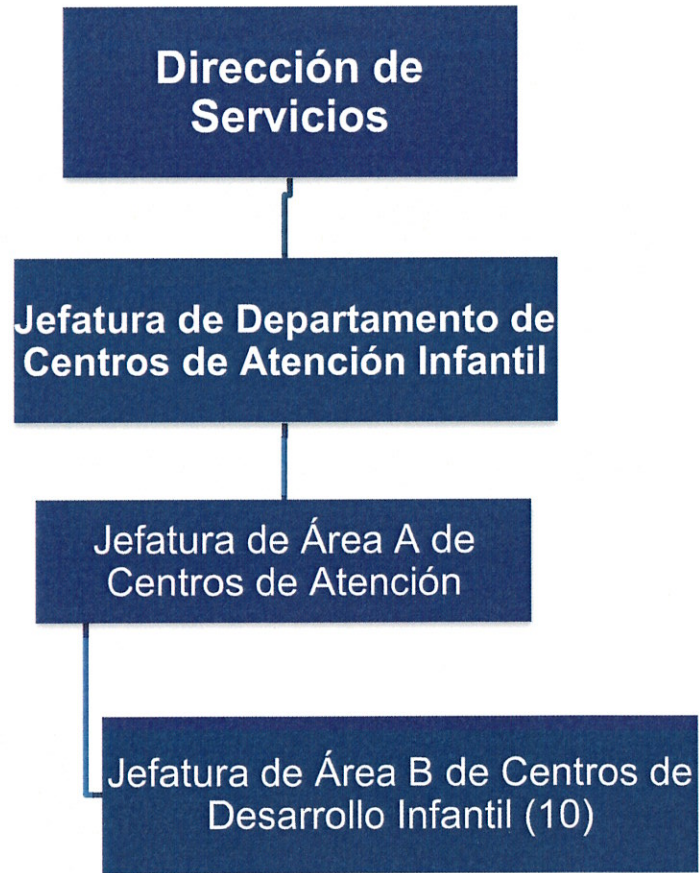 Dirección de
Servicios
Jefatura de Departamento de
Centros de Atención Infantil
Jefatura de Área A de
Centros de Atención
Jefatura de Área B de Centros de
Desarrollo Infantil (10)